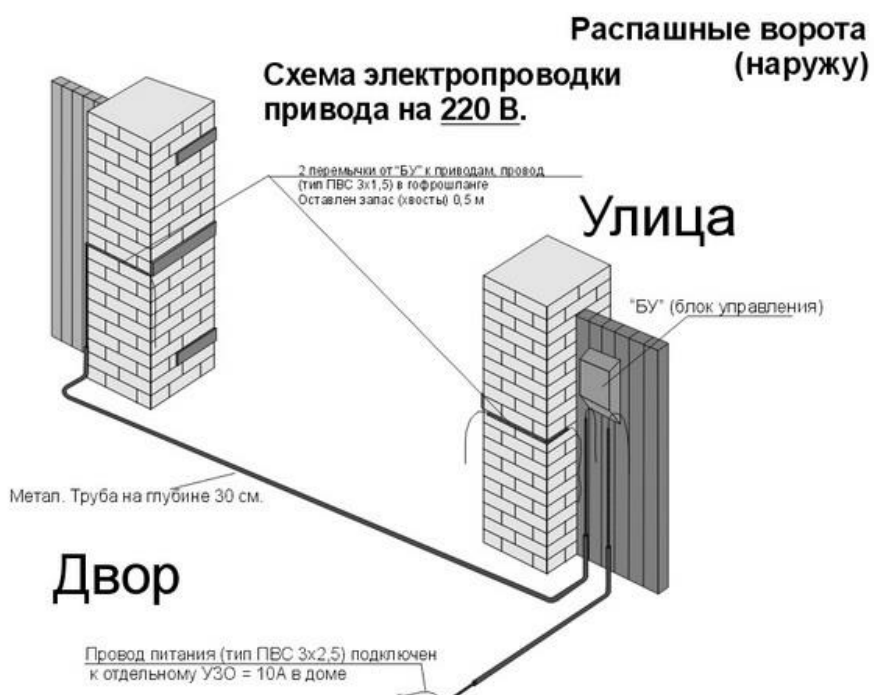 Распашные ворота
(наружу)
Схема электропроводки
привода на 220 В.
2 перемычки от "БУ" к приводам, провод
(тип ПВС 3х1,5) в гофрошланге
Оставлен запас (хвосты) 0,5 м
Улица
"БУ" (блок управления)
Метал. Труба на глубине 30 см.
Двор
Провод питания (тип ПВС 3х2,5) подключен
к отдельному УЗО = 10А в доме